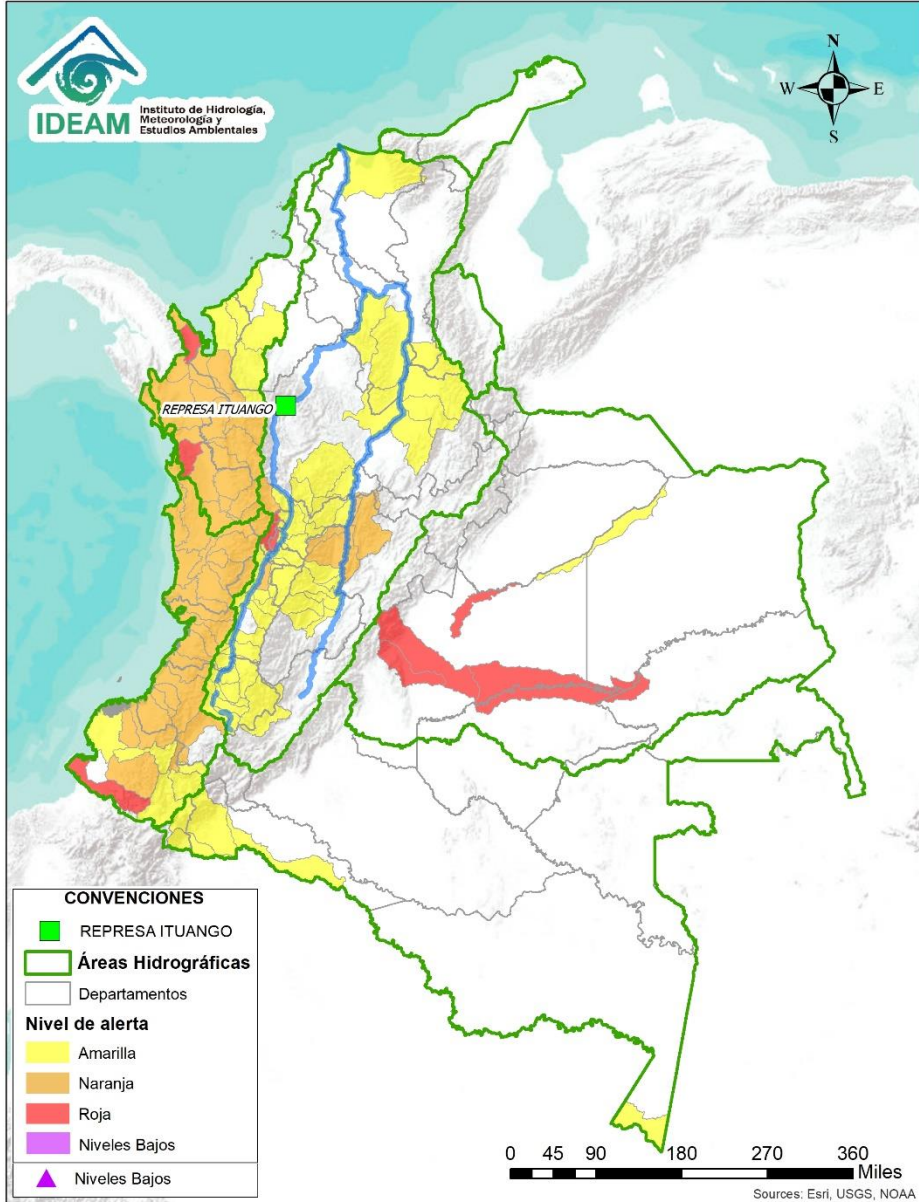 IDEAM
Instituto de Hidrología,
Meteorología y
Estudios Ambientales
N
W
E
S
REPRESA ITUANGO
CONVENCIONES
REPRESA ITUANGO
Áreas Hidrográficas
Departamentos
Nivel de alerta
Amarilla
Naranja
Roja
Niveles Bajos
Niveles Bajos
0 45 90 180 270 360
Miles
Sources: Esri, USGS, NOAA